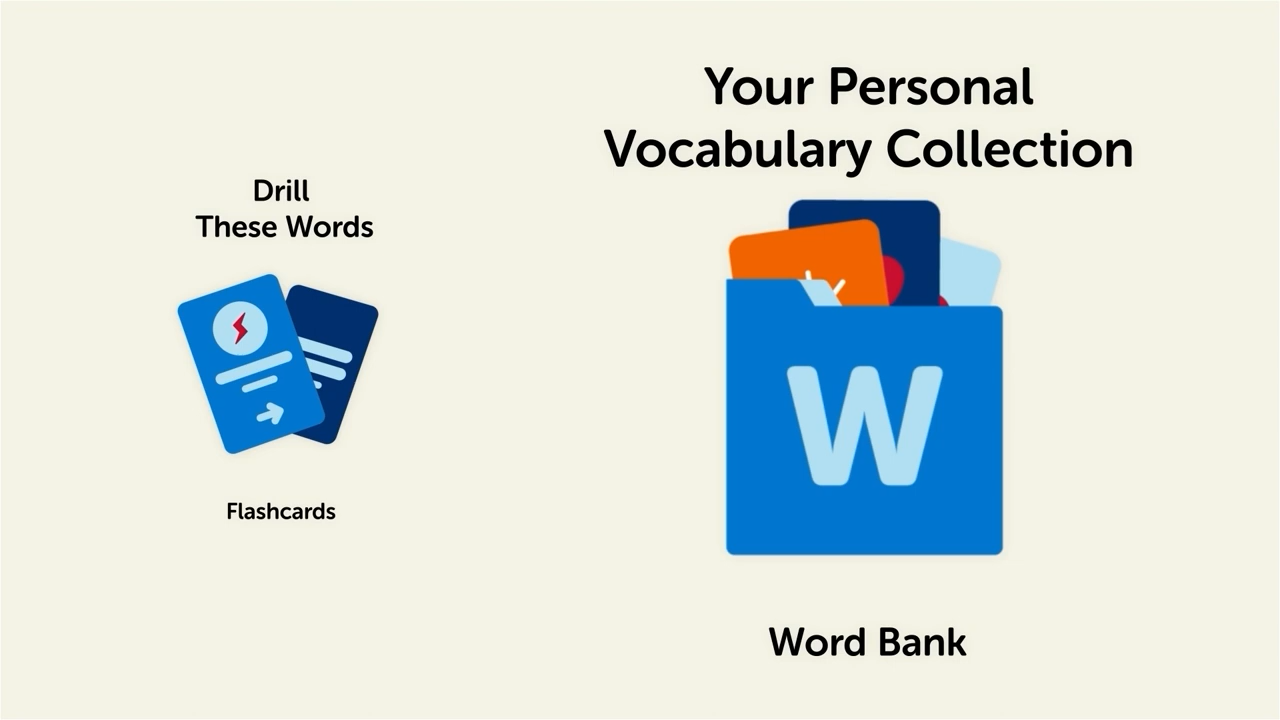 Drill
These Words
Flashcards
Your Personal
Vocabulary Collection
W
Word Bank